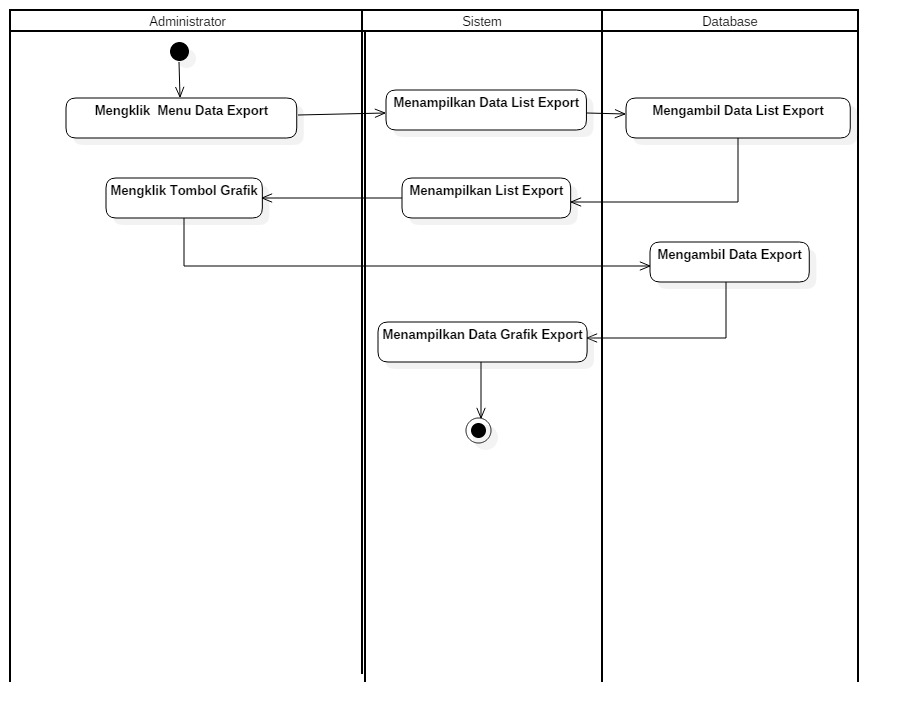 Administrator
Sistem
Database
Mengklik  Menu Data Export
Menampilkan Data List Export
Mengambil Data List Export
Mengklik Tombol Grafik
Menampilkan List Export
Mengambil Data Export
Menampilkan Data Grafik Export